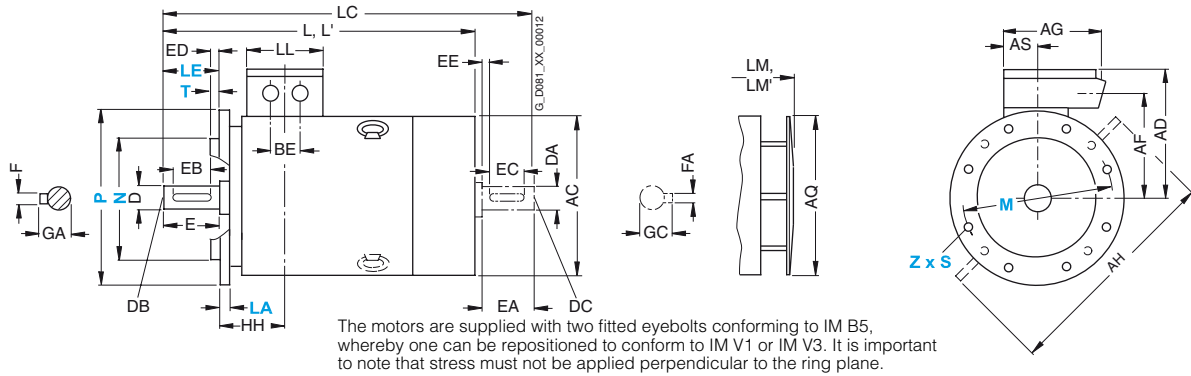 LC
L, L'
AG
ED
LL
AS
EE
LE
LM,
LM'
T
G_D081_XX_00012
AF
AD
BE
DA
F
EB
EC
FA
P
N
D
AC
AQ
M
E
GA
GC
Z x S
AH
DB
LA
EA
DC
HH
The motors are supplied with two fitted eyebolts conforming to IM B5,
whereby one can be repositioned to conform to IM V1 or IM V3. It is important
to note that stress must not be applied perpendicular to the ring plane.